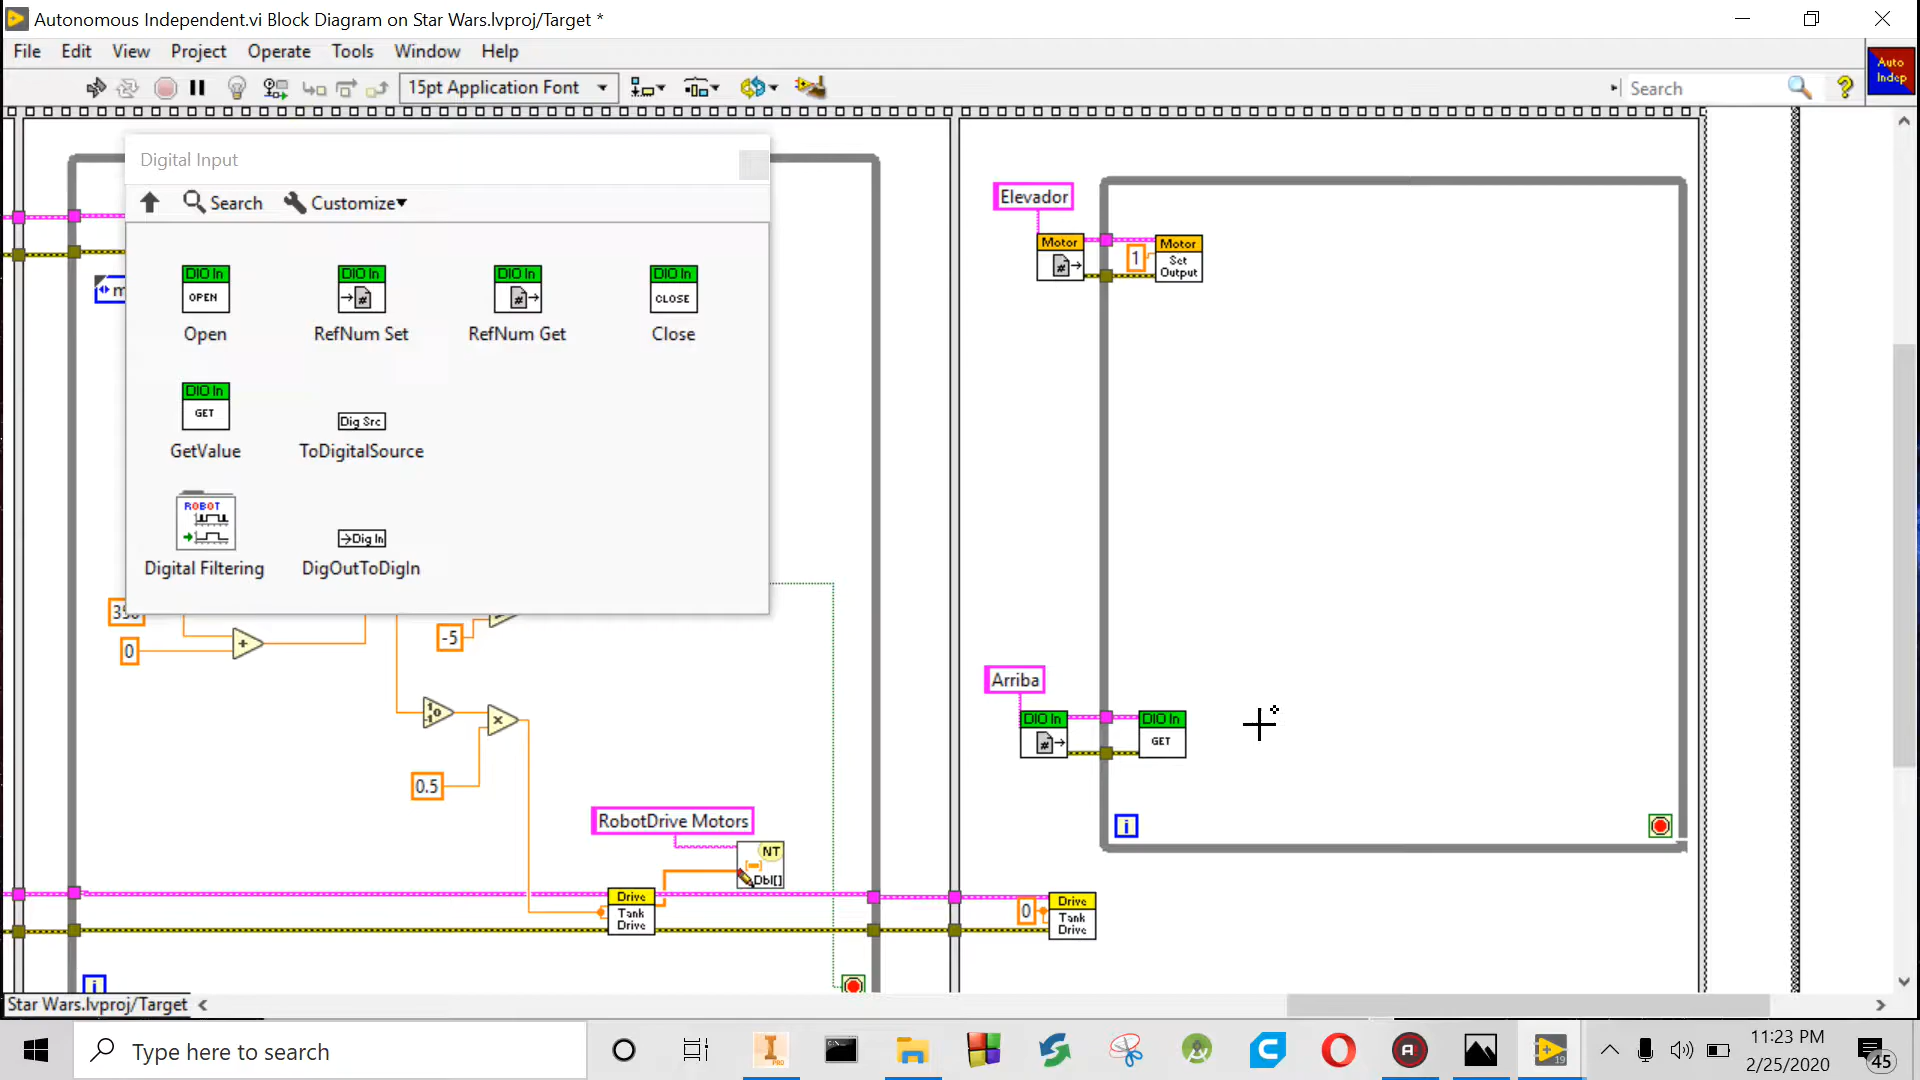 Autonomous Independent.vi Block Diagram on Star Wars.lvproj/Target *
File Edit View Project Operate Tools Window Help
15pt Application Font
Search
?
Auto
Indep
Digital Input
Search Customize
DIO In
OPEN
Open
DIO In
#
RefNum Set
DIO In
#
RefNum Get
DIO In
CLOSE
Close
DIO In
GET
GetValue
Dig Src
ToDigitalSource
ROBOT
Digital Filtering
Dig In
DigOutToDigIn
m
0
+
-5
x
0.5
RobotDrive Motors
NT
Dbl[]
Drive
Tank
Drive
i
Elevador
Motor
#
1
Motor
Set
Output
Arriba
DIO In
#
DIO In
GET
i
0
Drive
Tank
Drive
Star Wars.lvproj/Target
Type here to search
I
PRO
19
11:23 PM
2/25/2020
45